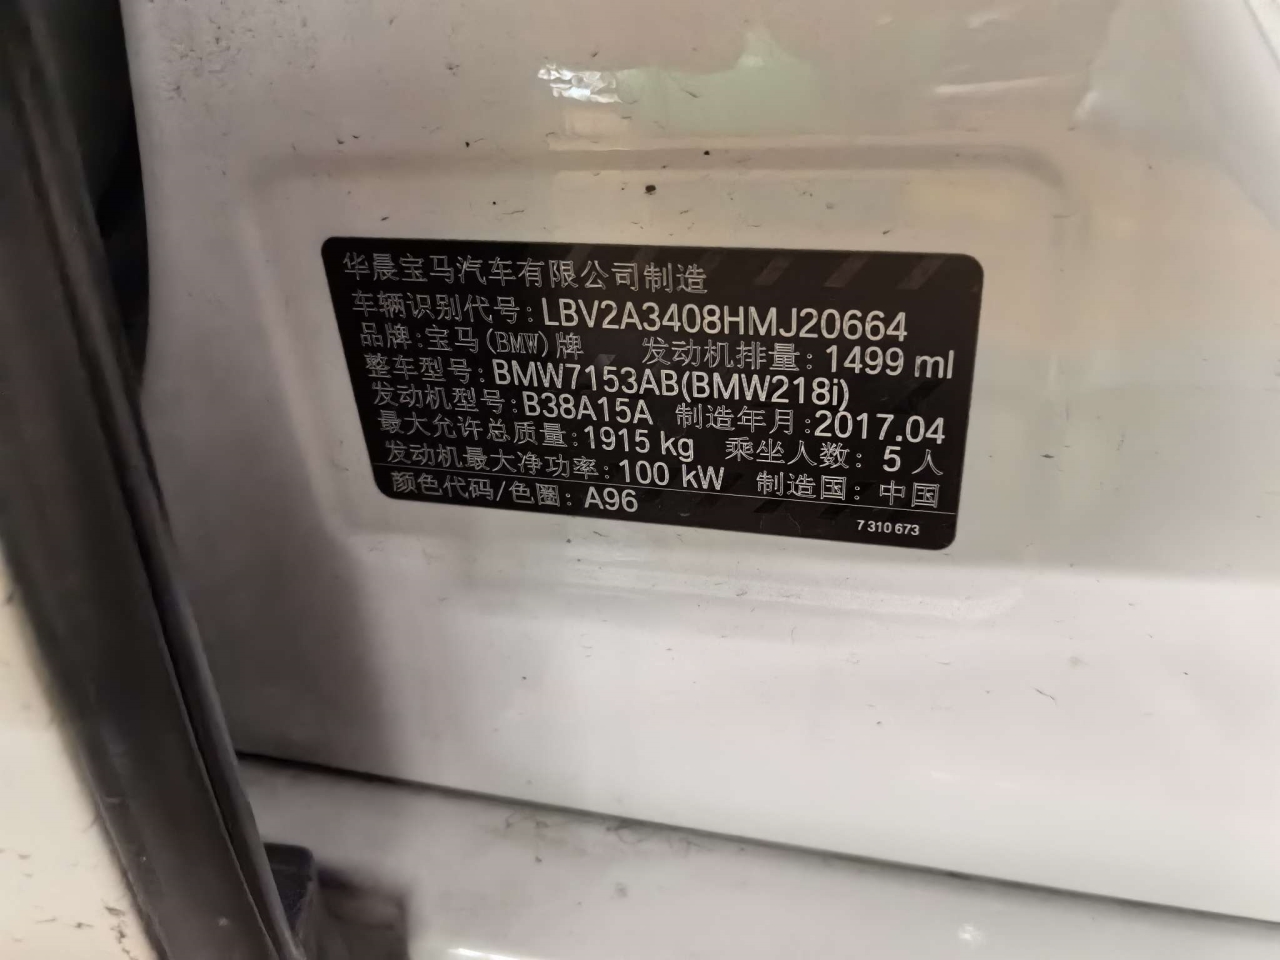 华晨宝马汽车有限公司制造
车辆识别代号: LBV2A3408HMJ20664
品牌:宝马(BMW)牌 发动机排量: 1499 ml
整车型号: BMW7153AB(BMW218i)
发动机型号: B38A15A 制造年月:2017.04
最大允许总质量:1915 kg 乘坐人数: 5 人
发动机最大净功率: 100 kW 制造国: 中国
颜色代码/色圈: A96
7 310 673